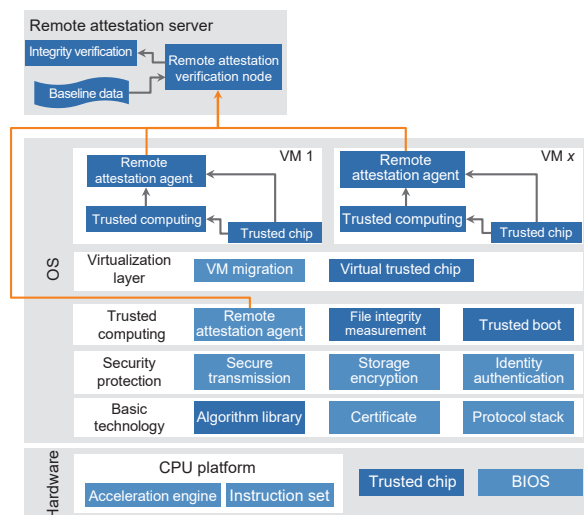 Remote attestation server
Integrity verification
Remote attestation
verification node
Baseline data
VM 1
Remote
attestation agent
Trusted computing
Trusted chip
VM x
Remote
attestation agent
Trusted computing
Trusted chip
OS
Virtualization
layer
VM migration
Virtual trusted chip
Trusted
computing
Remote
attestation agent
File integrity
measurement
Trusted boot
Security
protection
Secure
transmission
Storage
encryption
Identity
authentication
Basic
technology
Algorithm library
Certificate
Protocol stack
Hardware
CPU platform
Acceleration engine
Instruction set
Trusted chip
BIOS